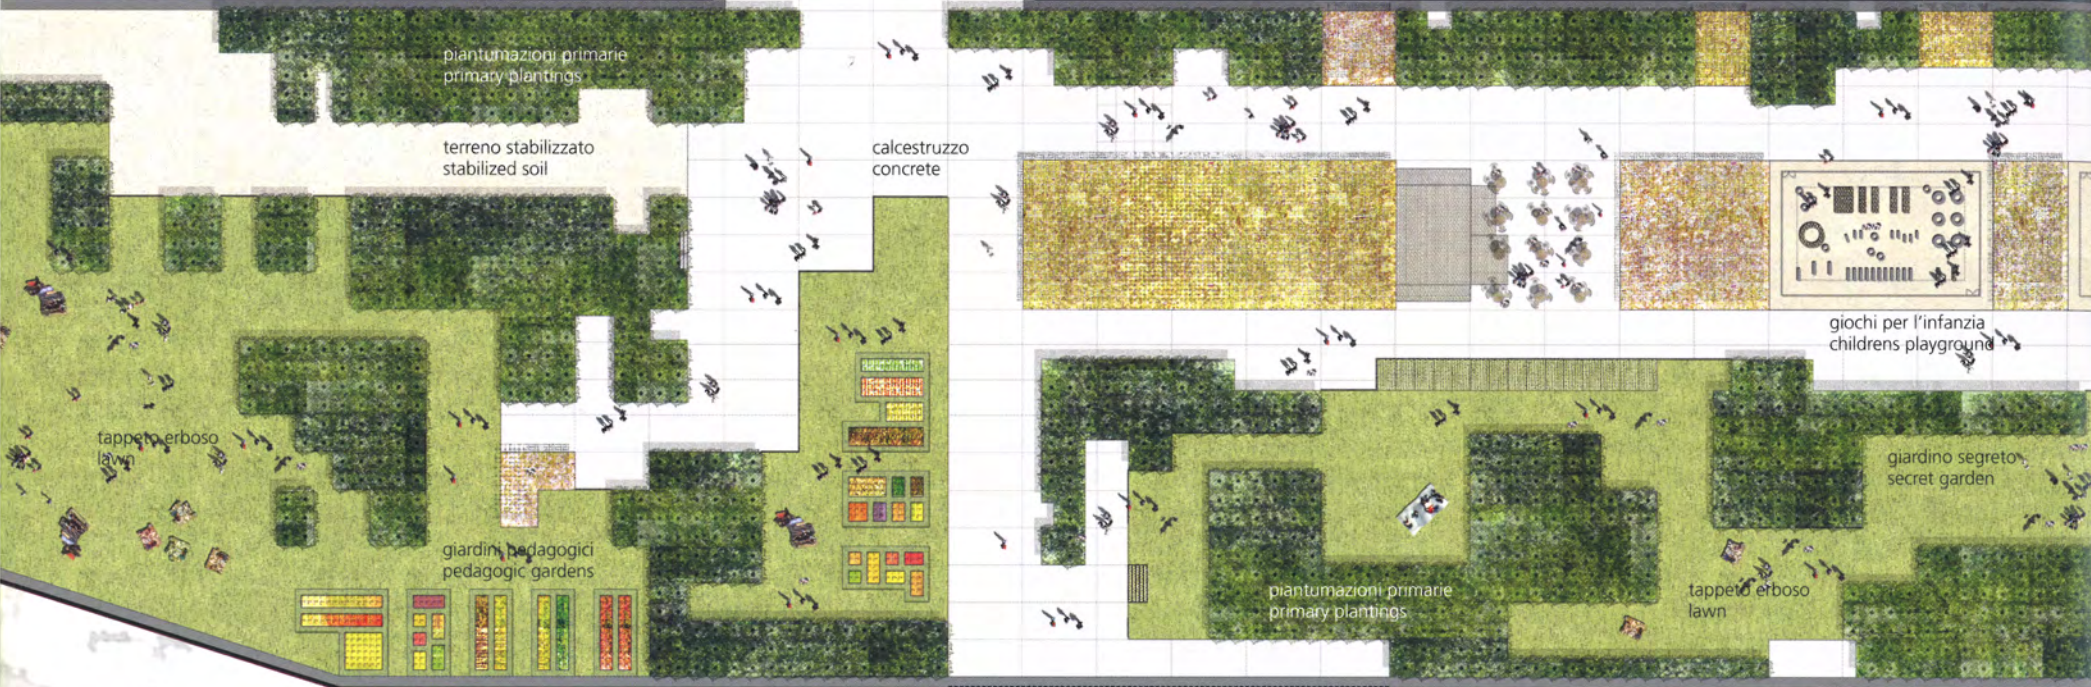 piantumazioni primarie
primary plantings
terreno stabilizzato
stabilized soil
calcestruzzo
concrete
giochi per l'infanzia
childrens playground
tappeto erboso
lawn
giardino segreto
secret garden
giardini pedagogici
pedagogic gardens
piantumazioni primarie
primary plantings
tappeto erboso
lawn